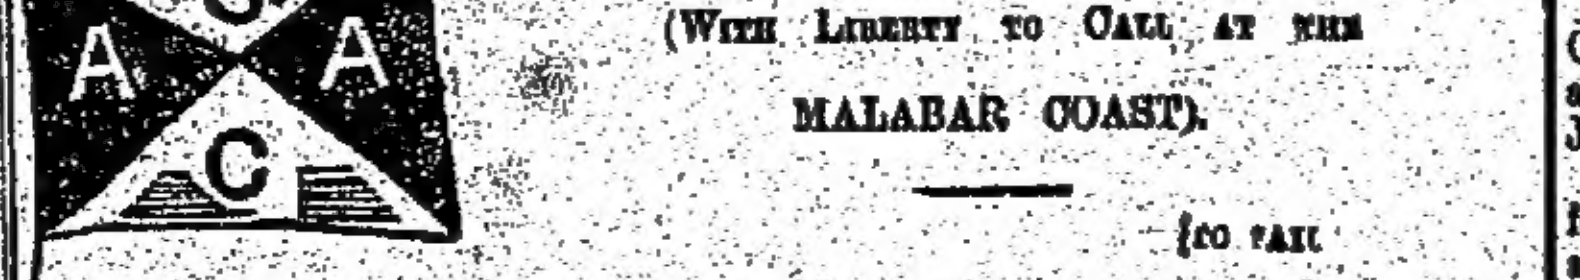 (WITH LIBERTY TO CALL AT THE
MALABAR COAST).
A A
C
[TO SAIL